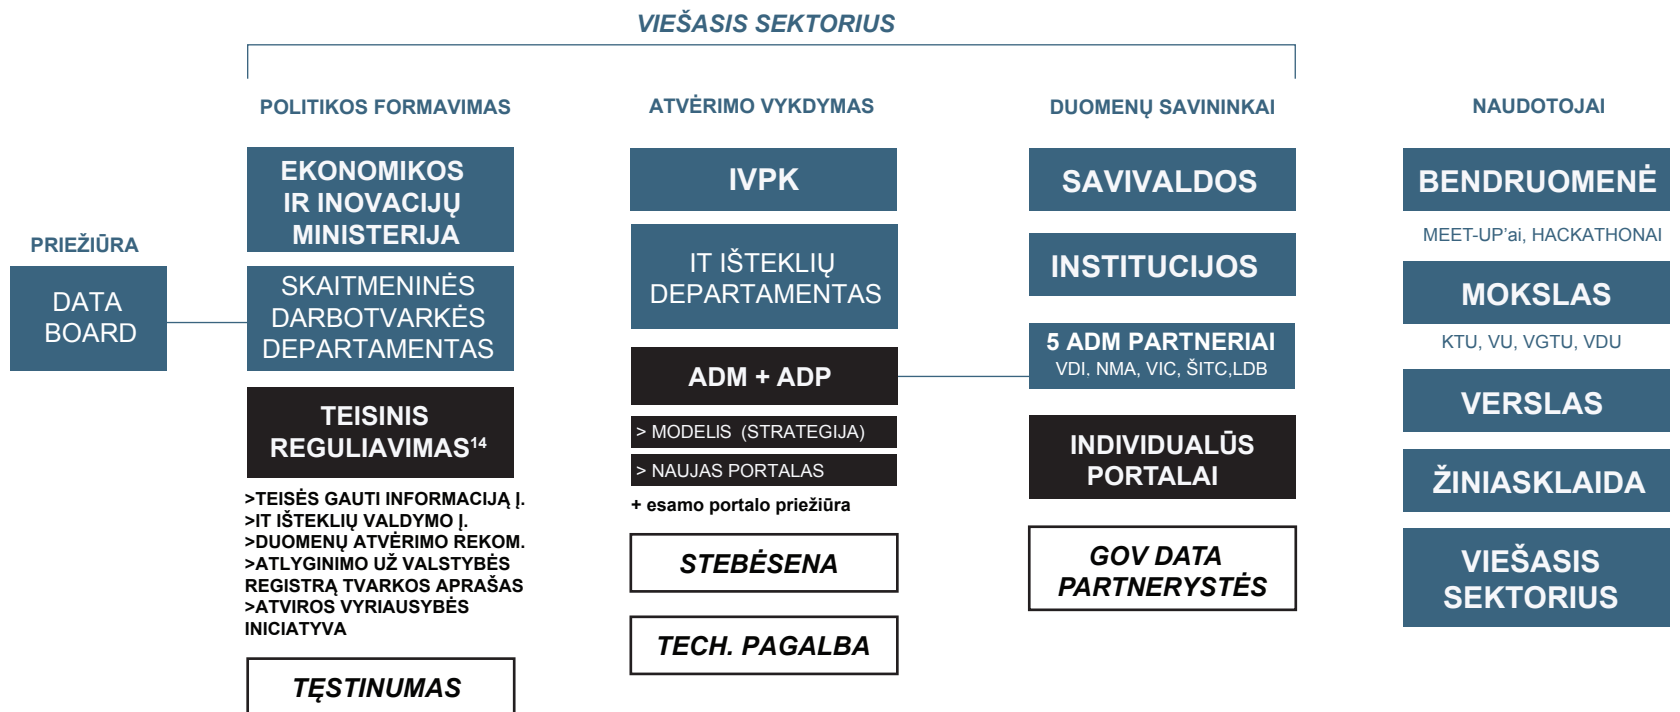 VIEŠASIS SEKTORIUS
PRIEŽIŪRA
DATA
BOARD
POLITIKOS FORMAVIMAS
EKONOMIKOS
IR INOVACIJŲ
MINISTERIJA
SKAITMENINĖS
DARBOTVARKĖS
DEPARTAMENTAS
TEISINIS
REGULIAVIMAS¹⁴
>TEISĖS GAUTI INFORMACIJĄ Į.
>IT IŠTEKLIŲ VALDYMO Į.
>DUOMENŲ ATVĖRIMO REKOM.
>ATLYGINIMO UŽ VALSTYBĖS
REGISTRĄ TVARKOS APRAŠAS
>ATVIROS VYRIAUSYBĖS
INICIATYVA
TĘSTINUMAS
ATVĖRIMO VYKDYMAS
IVPK
IT IŠTEKLIŲ
DEPARTAMENTAS
ADM + ADP
> MODELIS (STRATEGIJA)
> NAUJAS PORTALAS
+ esamo portalo priežiūra
STEBĖSENA
TECH. PAGALBA
DUOMENŲ SAVININKAI
SAVIVALDOS
INSTITUCIJOS
5 ADM PARTNERIAI
VDI, NMA, VIC, ŠITC,LDB
INDIVIDUALŪS
PORTALAI
GOV DATA
PARTNERYSTĖS
NAUDOTOJAI
BENDRUOMENĖ
MEET-UP’ai, HACKATHONAI
MOKSLAS
KTU, VU, VGTU, VDU
VERSLAS
ŽINIASKLAIDA
VIEŠASIS
SEKTORIUS